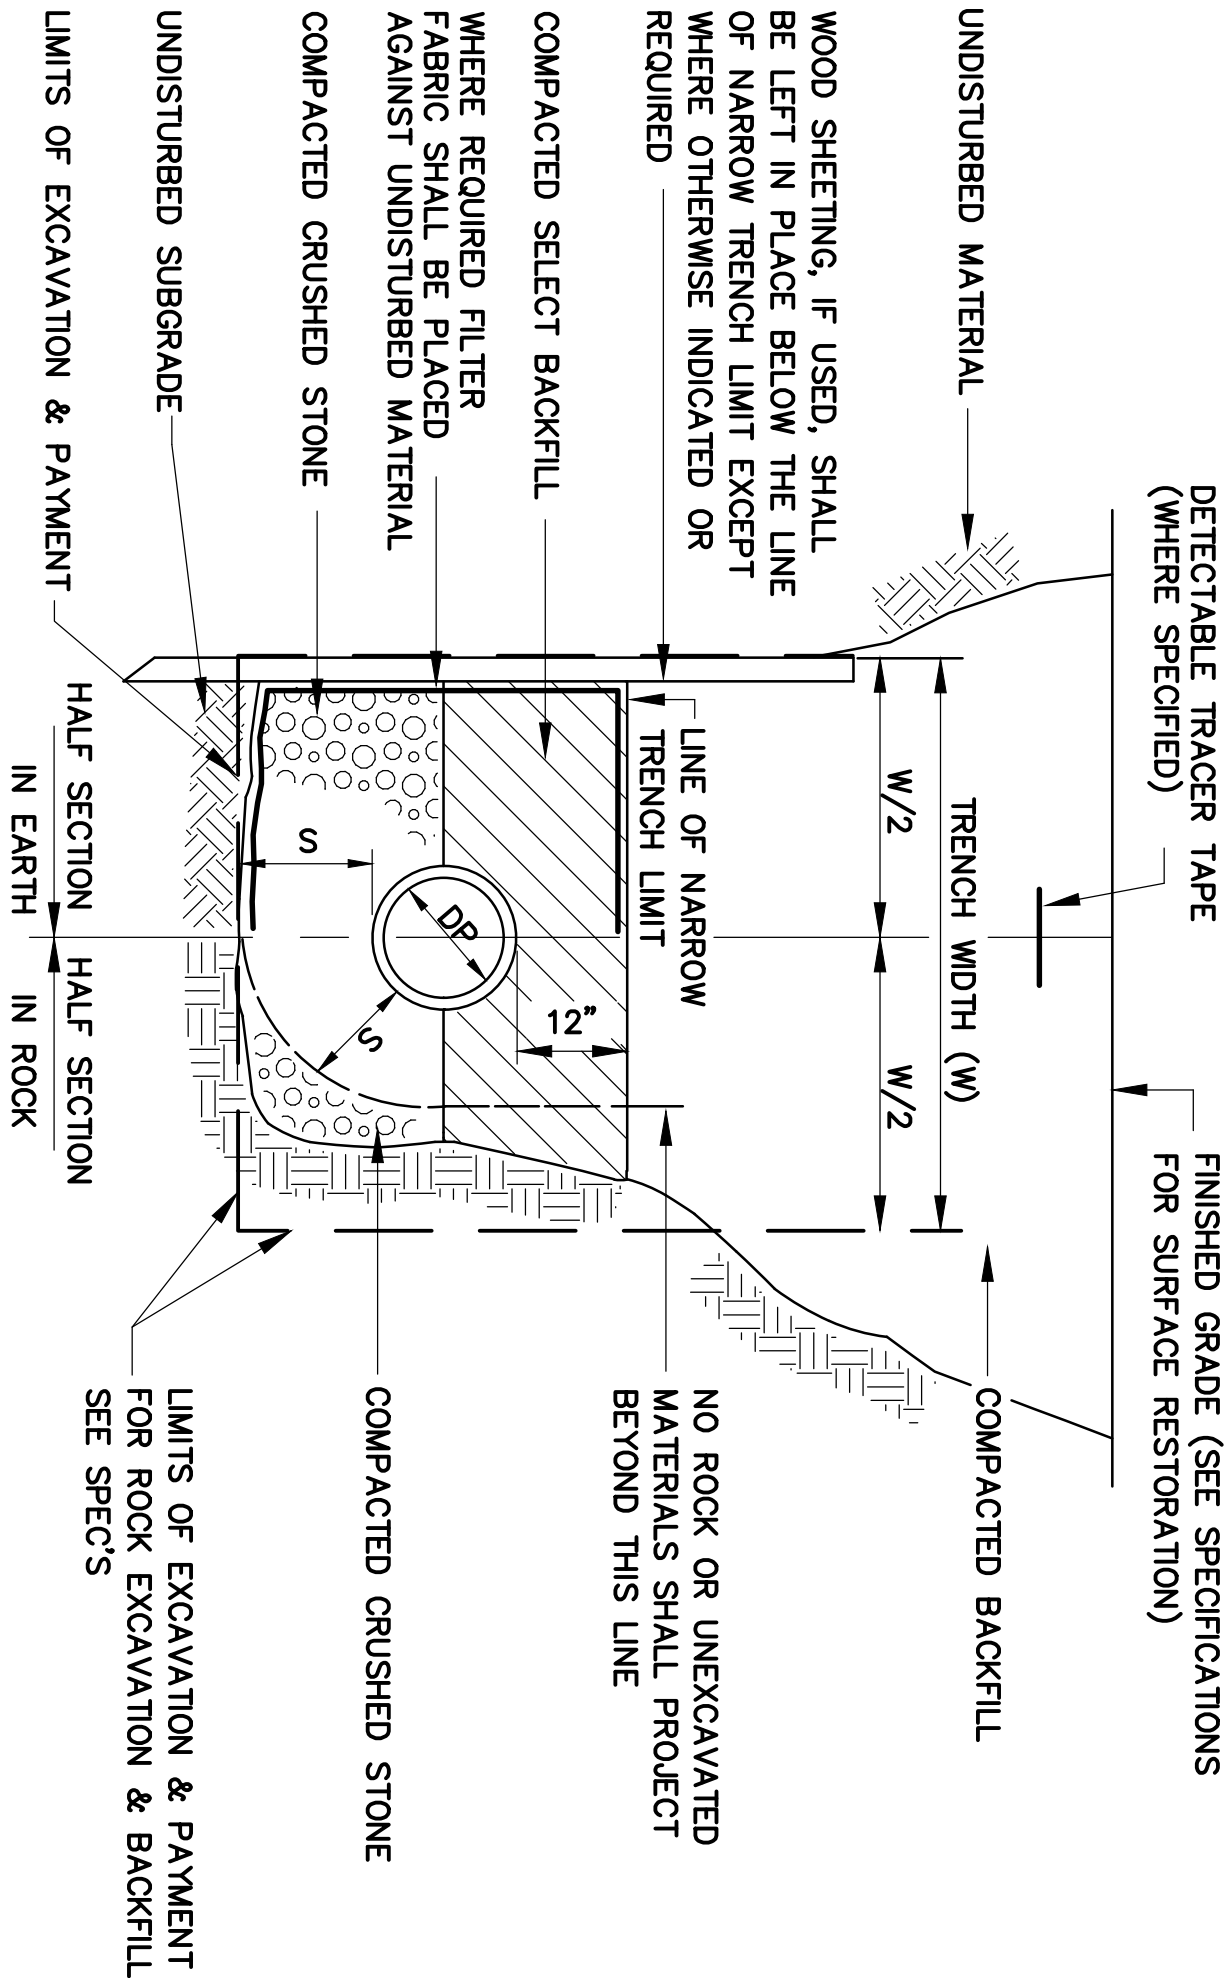 DETECTABLE TRACER TAPE
(WHERE SPECIFIED)
FINISHED GRADE (SEE SPECIFICATIONS
FOR SURFACE RESTORATION)
UNDISTURBED MATERIAL
COMPACTED BACKFILL
TRENCH WIDTH (W)
W/2
W/2
WOOD SHEETING, IF USED, SHALL
BE LEFT IN PLACE BELOW THE LINE
OF NARROW TRENCH LIMIT EXCEPT
WHERE OTHERWISE INDICATED OR
REQUIRED
LINE OF NARROW
TRENCH LIMIT
NO ROCK OR UNEXCAVATED
MATERIALS SHALL PROJECT
BEYOND THIS LINE
COMPACTED SELECT BACKFILL
12"
WHERE REQUIRED FILTER
FABRIC SHALL BE PLACED
AGAINST UNDISTURBED MATERIAL
DP
COMPACTED CRUSHED STONE
S
S
COMPACTED CRUSHED STONE
UNDISTURBED SUBGRADE
LIMITS OF EXCAVATION & PAYMENT
LIMITS OF EXCAVATION & PAYMENT
FOR ROCK EXCAVATION & BACKFILL
SEE SPEC'S
HALF SECTION
IN EARTH
HALF SECTION
IN ROCK